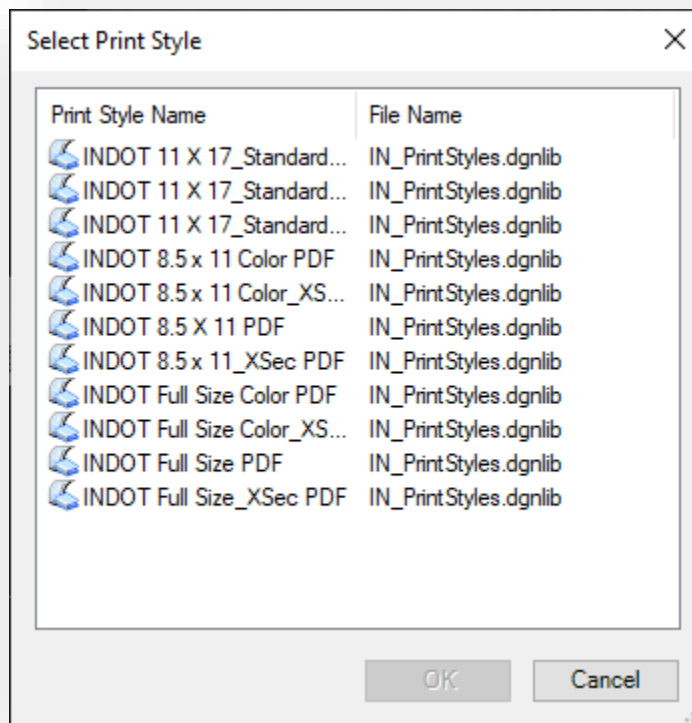 Select Print Style
Print Style Name File Name
INDOT 11 X 17_Standard... IN_PrintStyles.dgnlib
INDOT 11 X 17_Standard... IN_PrintStyles.dgnlib
INDOT 11 X 17_Standard... IN_PrintStyles.dgnlib
INDOT 8.5 x 11 Color PDF IN_PrintStyles.dgnlib
INDOT 8.5 x 11 Color_XS... IN_PrintStyles.dgnlib
INDOT 8.5 X 11 PDF IN_PrintStyles.dgnlib
INDOT 8.5 x 11_XSec PDF IN_PrintStyles.dgnlib
INDOT Full Size Color PDF IN_PrintStyles.dgnlib
INDOT Full Size Color_XS... IN_PrintStyles.dgnlib
INDOT Full Size PDF IN_PrintStyles.dgnlib
INDOT Full Size_XSec PDF IN_PrintStyles.dgnlib
OK Cancel